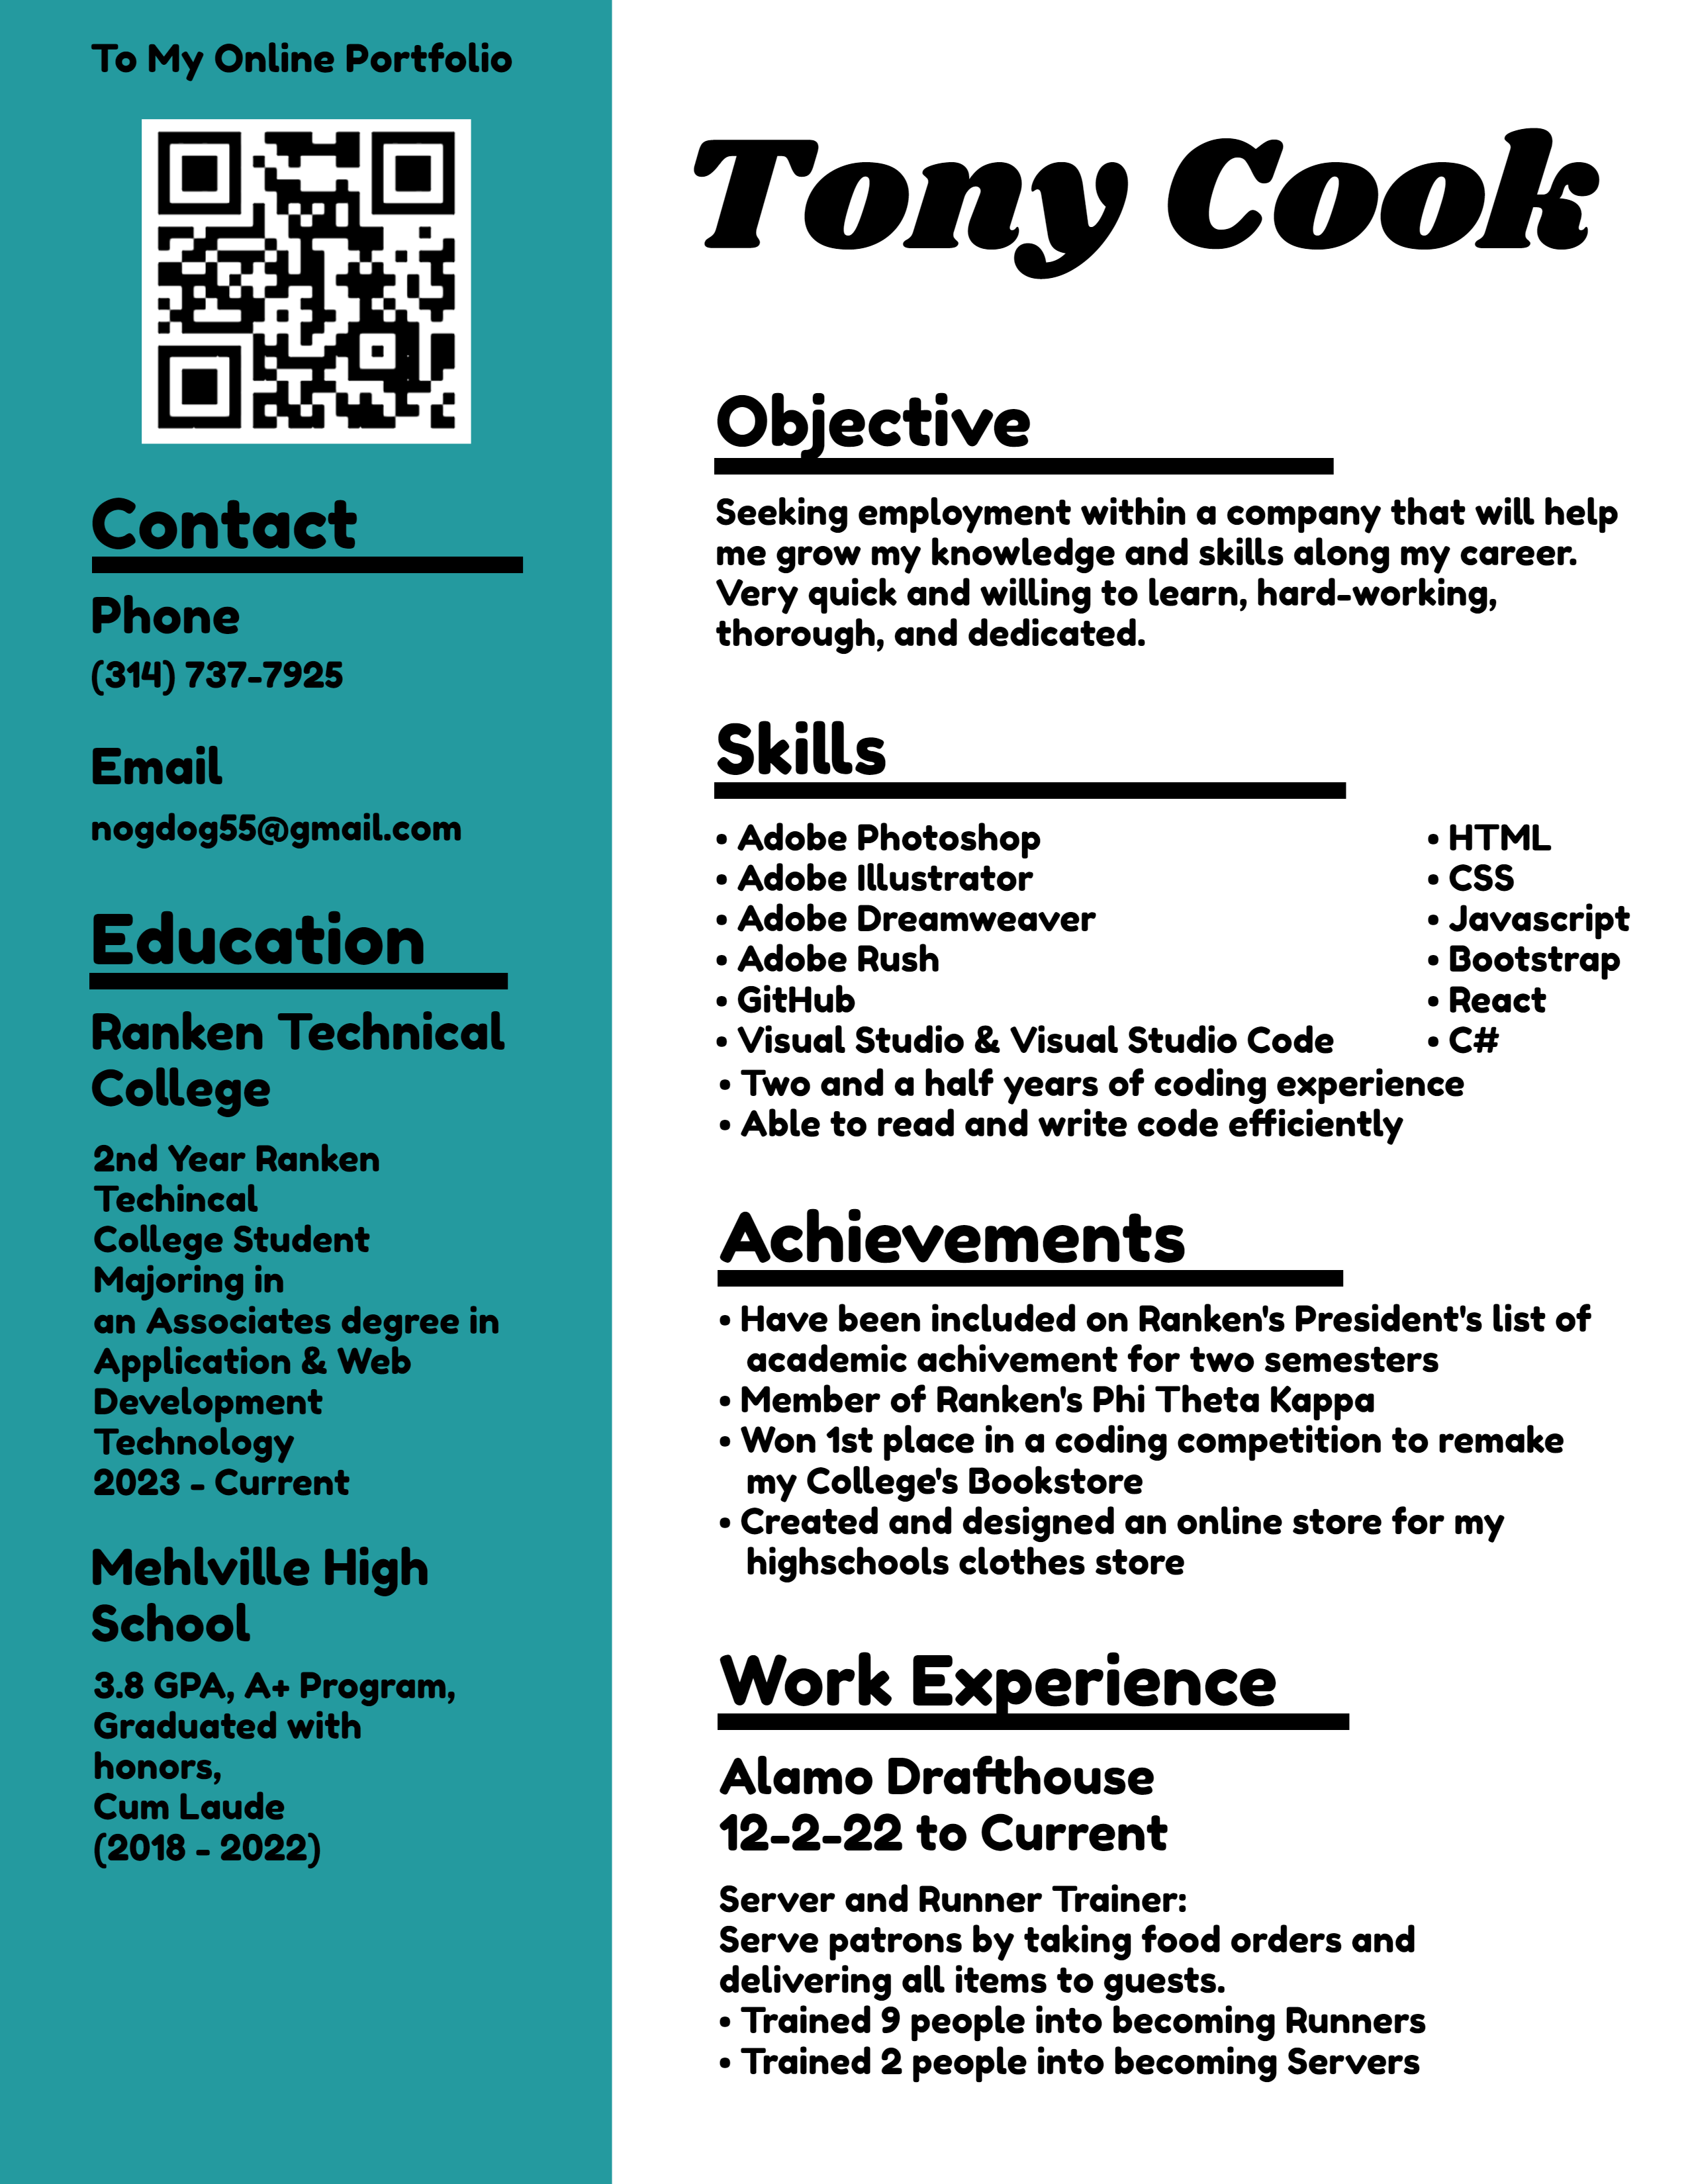 To My Online Portfolio
Contact
Phone
(314) 737-7925
Email
nogdog55@gmail.com
Education
Ranken Technical
College
2nd Year Ranken
Techincal
College Student
Majoring in
an Associates degree in
Application & Web
Development
Technology
2023 - Current
Mehlville High
School
3.8 GPA, A+ Program,
Graduated with
honors,
Cum Laude
(2018 - 2022)
Tony Cook
Objective
Seeking employment within a company that will help
me grow my knowledge and skills along my career.
Very quick and willing to learn, hard-working,
thorough, and dedicated.
Skills
• Adobe Photoshop
• Adobe Illustrator
• Adobe Dreamweaver
• Adobe Rush
• GitHub
• Visual Studio & Visual Studio Code
• HTML
• CSS
• Javascript
• Bootstrap
• React
• C#
• Two and a half years of coding experience
• Able to read and write code efficiently
Achievements
• Have been included on Ranken's President's list of
academic achivement for two semesters
• Member of Ranken's Phi Theta Kappa
• Won 1st place in a coding competition to remake
my College's Bookstore
• Created and designed an online store for my
highschools clothes store
Work Experience
Alamo Drafthouse
12-2-22 to Current
Server and Runner Trainer:
Serve patrons by taking food orders and
delivering all items to guests.
• Trained 9 people into becoming Runners
• Trained 2 people into becoming Servers